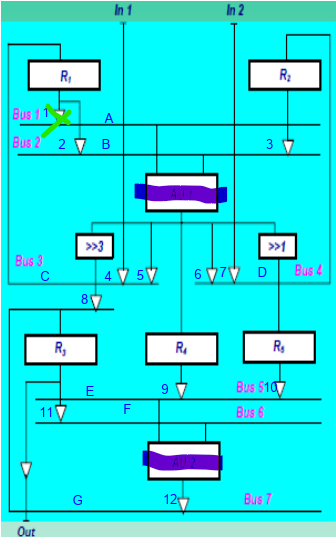 In 1 In 2
R1 R2
Bus 1 1 A
Bus 2 2 B 3
>>3 >>1
Bus 3 C 4 5 6 7 D Bus 4
8
R3 R4 R5
E 9 Bus 5 10
11 F Bus 6
12
G Bus 7
Out